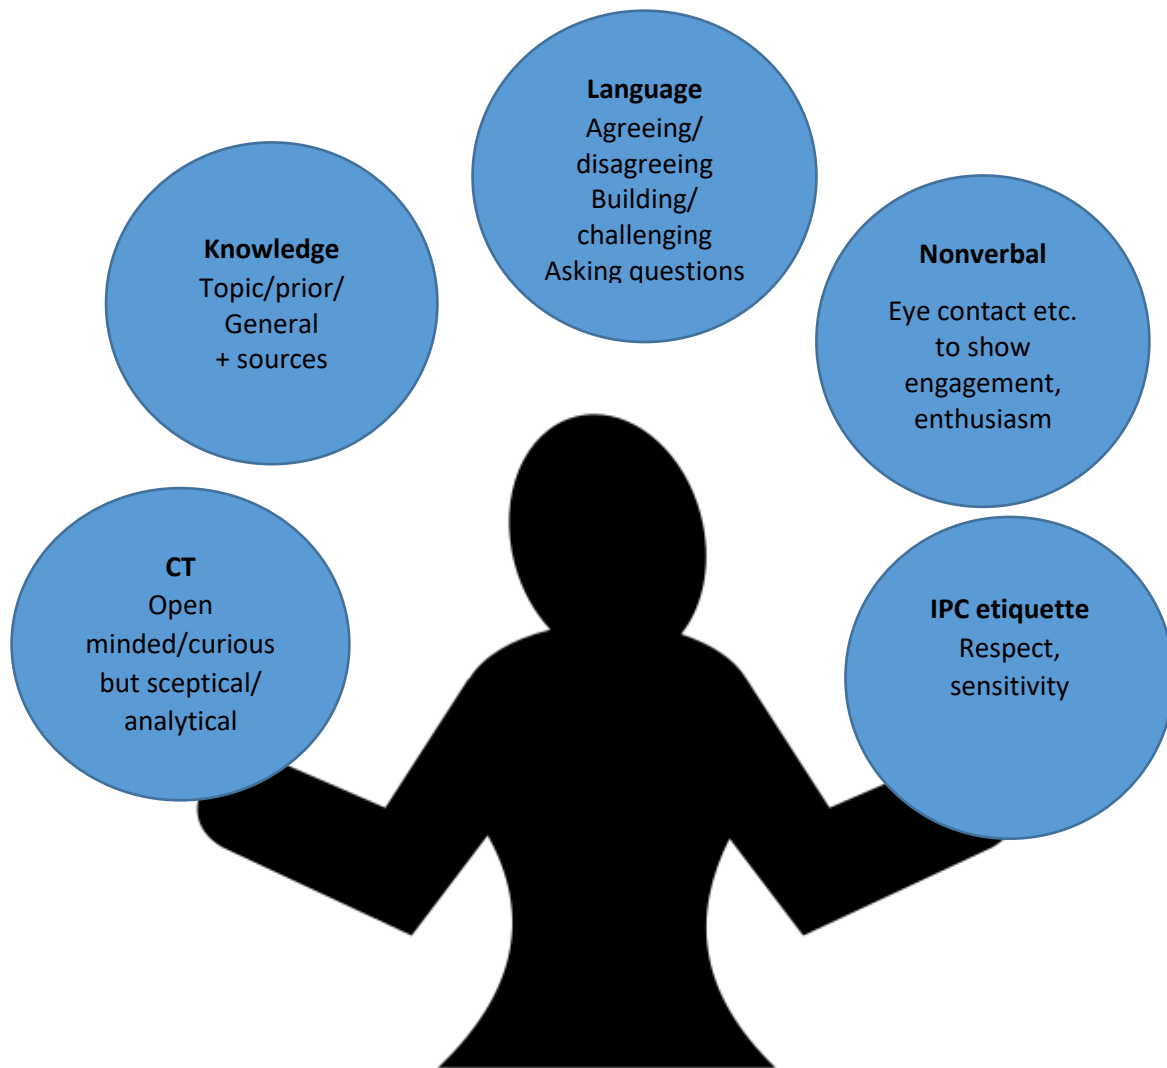 CT
Open
minded/curious
but sceptical/
analytical
Knowledge
Topic/prior/
General
+ sources
Language
Agreeing/
disagreeing
Building/
challenging
Asking questions
Nonverbal
Eye contact etc.
to show
engagement,
enthusiasm
IPC etiquette
Respect,
sensitivity